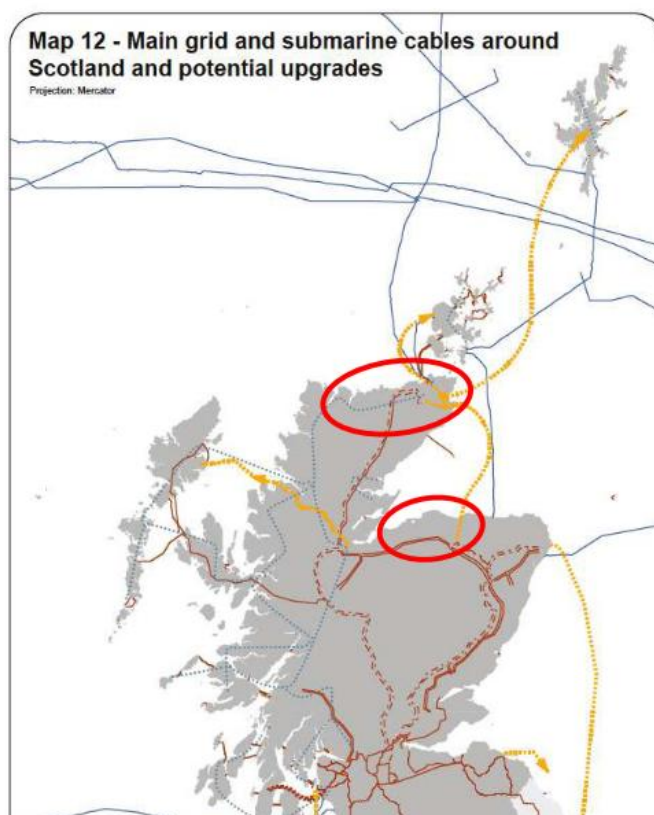 Map 12 - Main grid and submarine cables around
Scotland and potential upgrades
Projection: Mercator